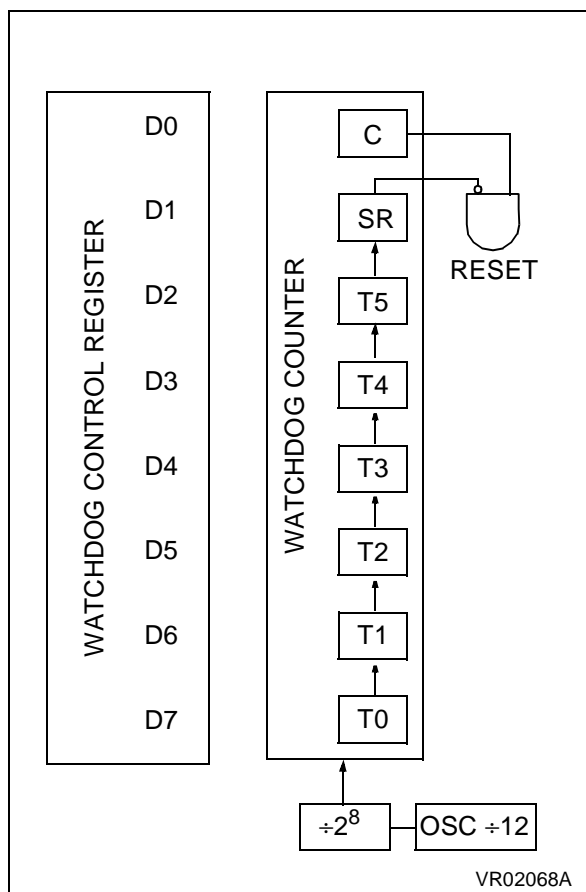 WATCHDOG CONTROL REGISTER
D0
D1
D2
D3
D4
D5
D6
D7
WATCHDOG COUNTER
C
SR
T5
T4
T3
T2
T1
T0
RESET
÷2⁸
OSC ÷12
VR02068A